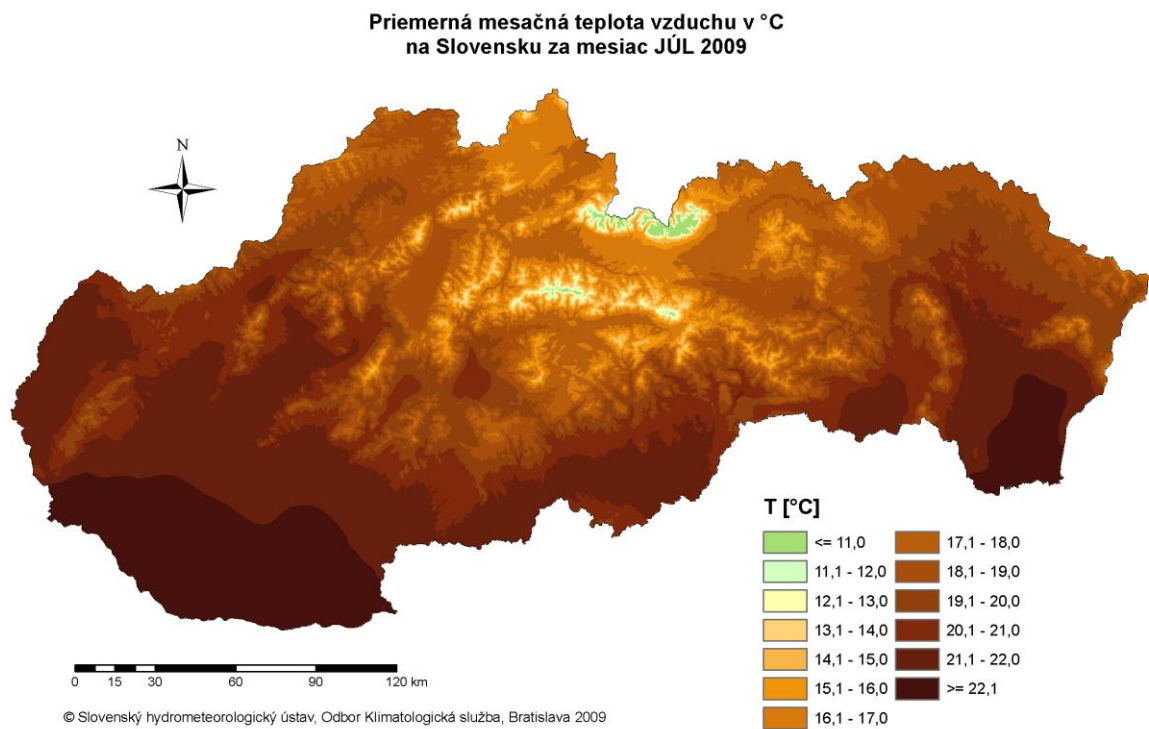 Priemerná mesačná teplota vzduchu v °C
na Slovensku za mesiac JÚL 2009
N
T [°C]
<= 11,0
11,1 - 12,0
12,1 - 13,0
13,1 - 14,0
14,1 - 15,0
15,1 - 16,0
16,1 - 17,0
17,1 - 18,0
18,1 - 19,0
19,1 - 20,0
20,1 - 21,0
21,1 - 22,0
>= 22,1
0 15 30 60 90 120 km
© Slovenský hydrometeorologický ústav, Odbor Klimatologická služba, Bratislava 2009